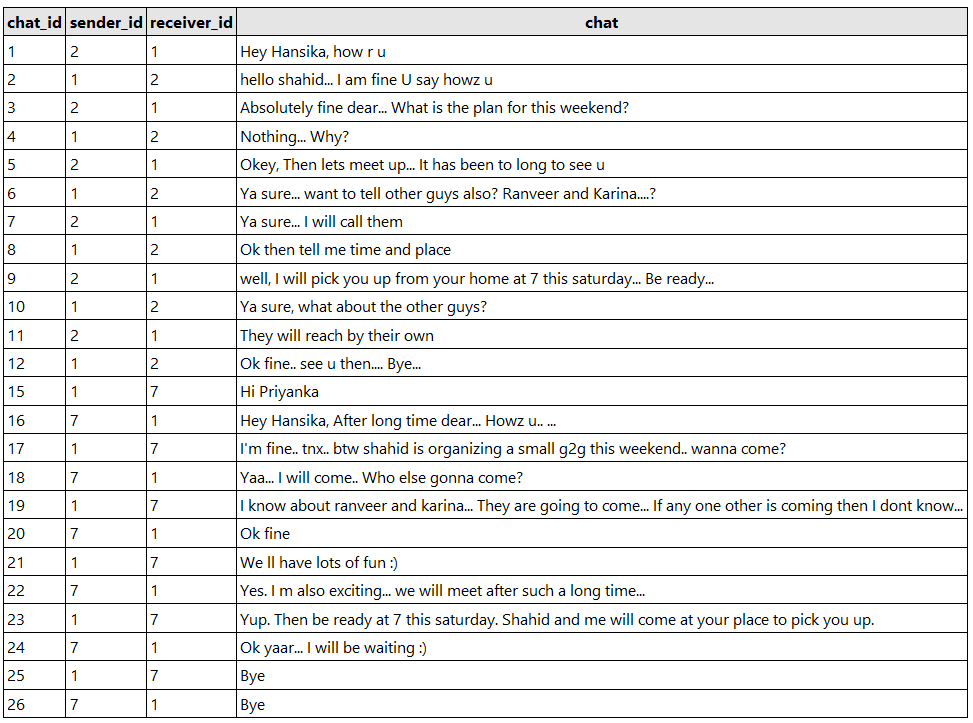 chat_id sender_id receiver_id chat
1 2 1 Hey Hansika, how r u
2 1 2 hello shahid... I am fine U say howz u
3 2 1 Absolutely fine dear... What is the plan for this weekend?
4 1 2 Nothing... Why?
5 2 1 Okey, Then lets meet up... It has been to long to see u
6 1 2 Ya sure... want to tell other guys also? Ranveer and Karina....?
7 2 1 Ya sure... I will call them
8 1 2 Ok then tell me time and place
9 2 1 well, I will pick you up from your home at 7 this saturday... Be ready...
10 1 2 Ya sure, what about the other guys?
11 2 1 They will reach by their own
12 1 2 Ok fine.. see u then.... Bye...
15 1 7 Hi Priyanka
16 7 1 Hey Hansika, After long time dear... Howz u.. ...
17 1 7 I'm fine.. tnx.. btw shahid is organizing a small g2g this weekend.. wanna come?
18 7 1 Yaa... I will come.. Who else gonna come?
19 1 7 I know about ranveer and karina... They are going to come... If any one other is coming then I dont know...
20 7 1 Ok fine
21 1 7 We ll have lots of fun :)
22 7 1 Yes. I m also exciting... we will meet after such a long time...
23 1 7 Yup. Then be ready at 7 this saturday. Shahid and me will come at your place to pick you up.
24 7 1 Ok yaar... I will be waiting :)
25 1 7 Bye
26 7 1 Bye